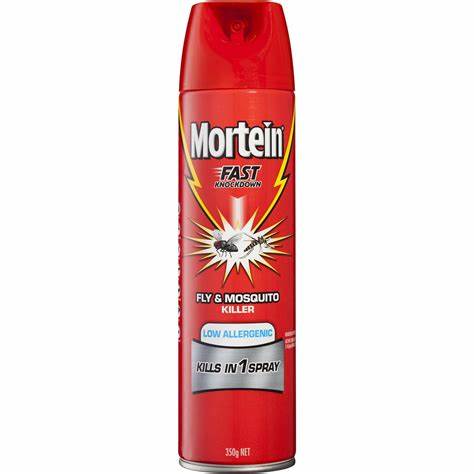 Mortein
FAST
KNOCKDOWN
FLY & MOSQUITO
KILLER
LOW ALLERGENIC
KILLS IN 1 SPRAY
350g NET